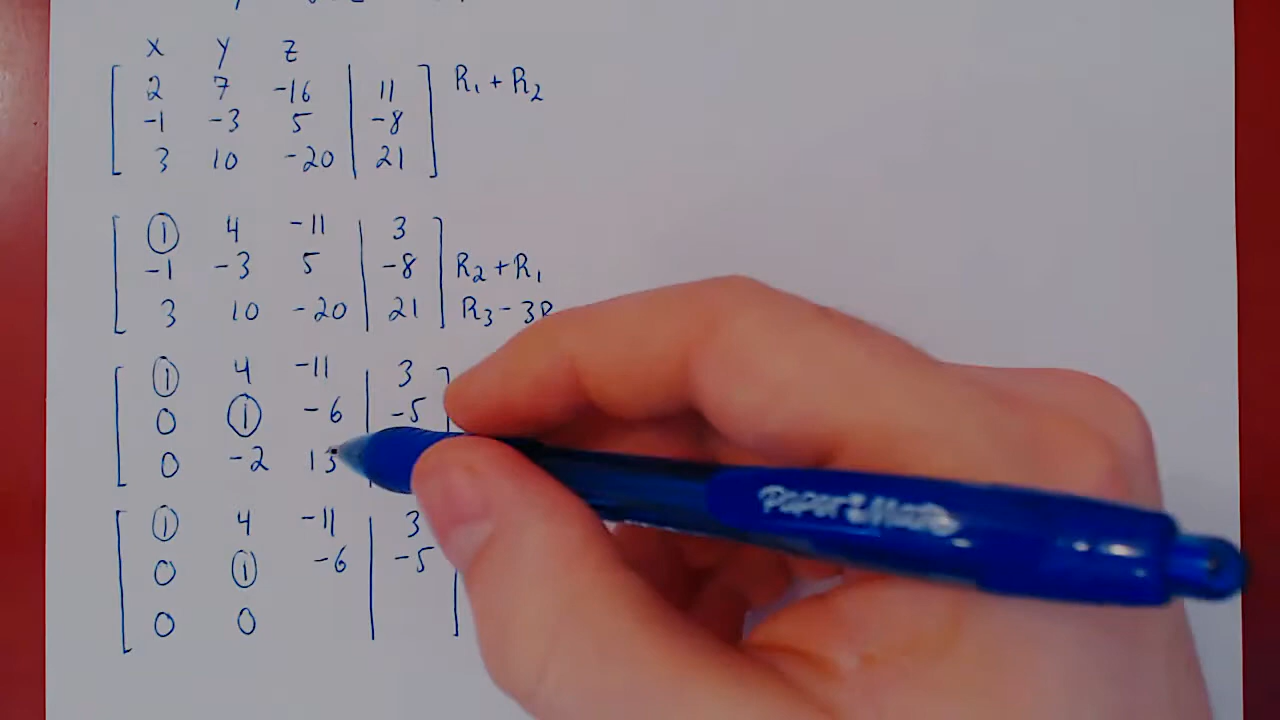 x y z
2 7 -16 11 R₁ + R₂
-1 -3 5 -8
3 10 -20 21
1 4 -11 3
-1 -3 5 -8 R₂ + R₁
3 10 -20 21 R₃ - 3R
1 4 -11 3
0 1 -6 -5
0 -2 13
1 4 -11 3
0 1 -6 -5
0 0
PaperMate